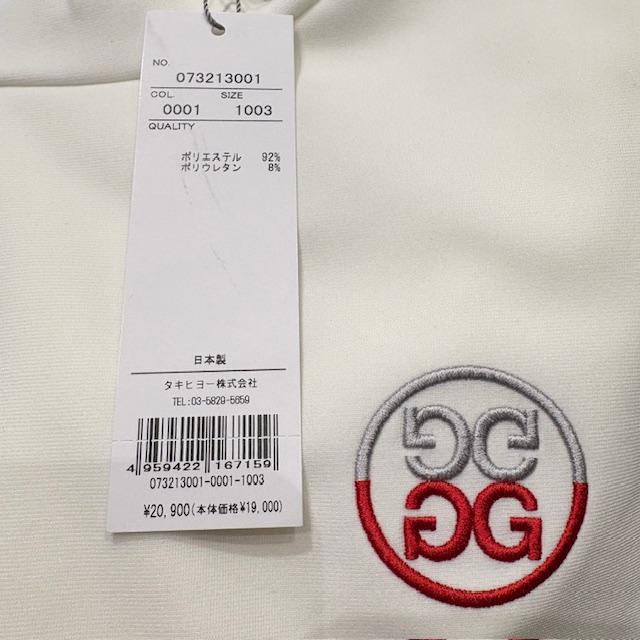 NO. 073213001
COL. SIZE
0001 1003
QUALITY
ポリエステル 92%
ポリウレタン 8%
日本製
タキヒヨー株式会社
TEL:03-5829-5659
4 959422 167159
073213001-0001-1003
¥20,900(本体価格¥19,000)
GG
GG